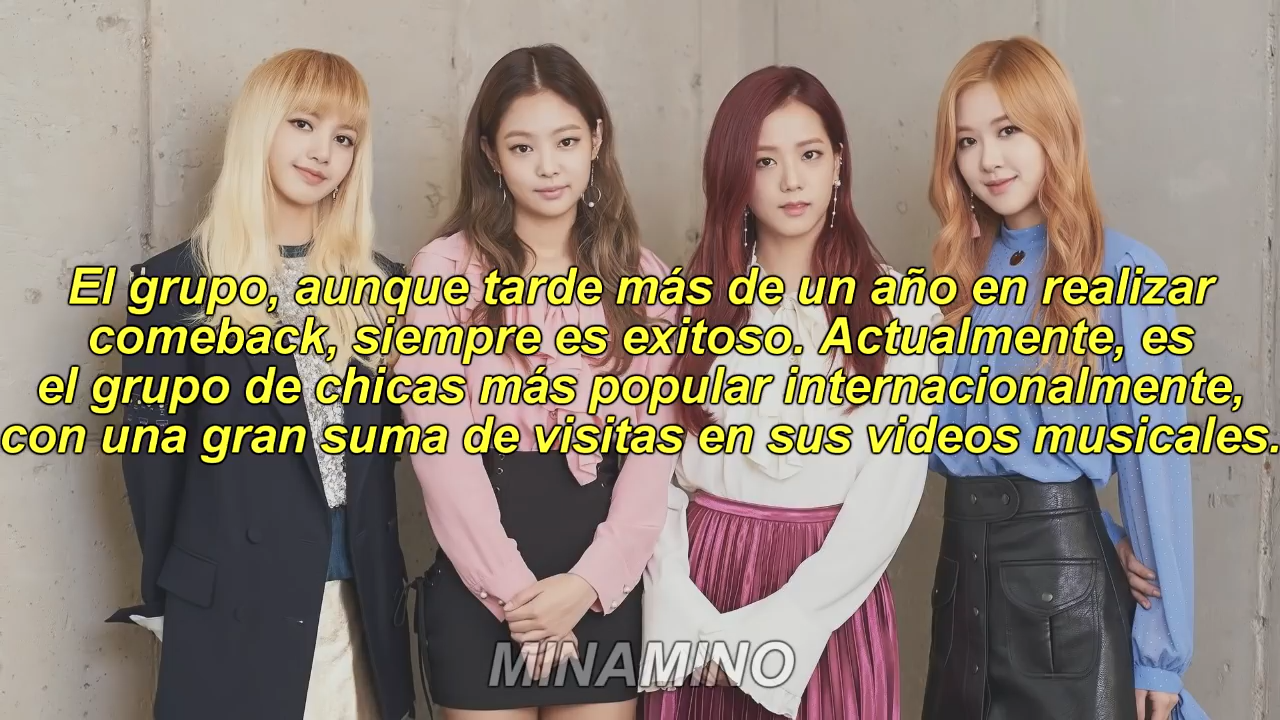 El grupo, aunque tarde más de un año en realizar
comeback, siempre es exitoso. Actualmente, es
el grupo de chicas más popular internacionalmente,
con una gran suma de visitas en sus videos musicales.
MINAMINO